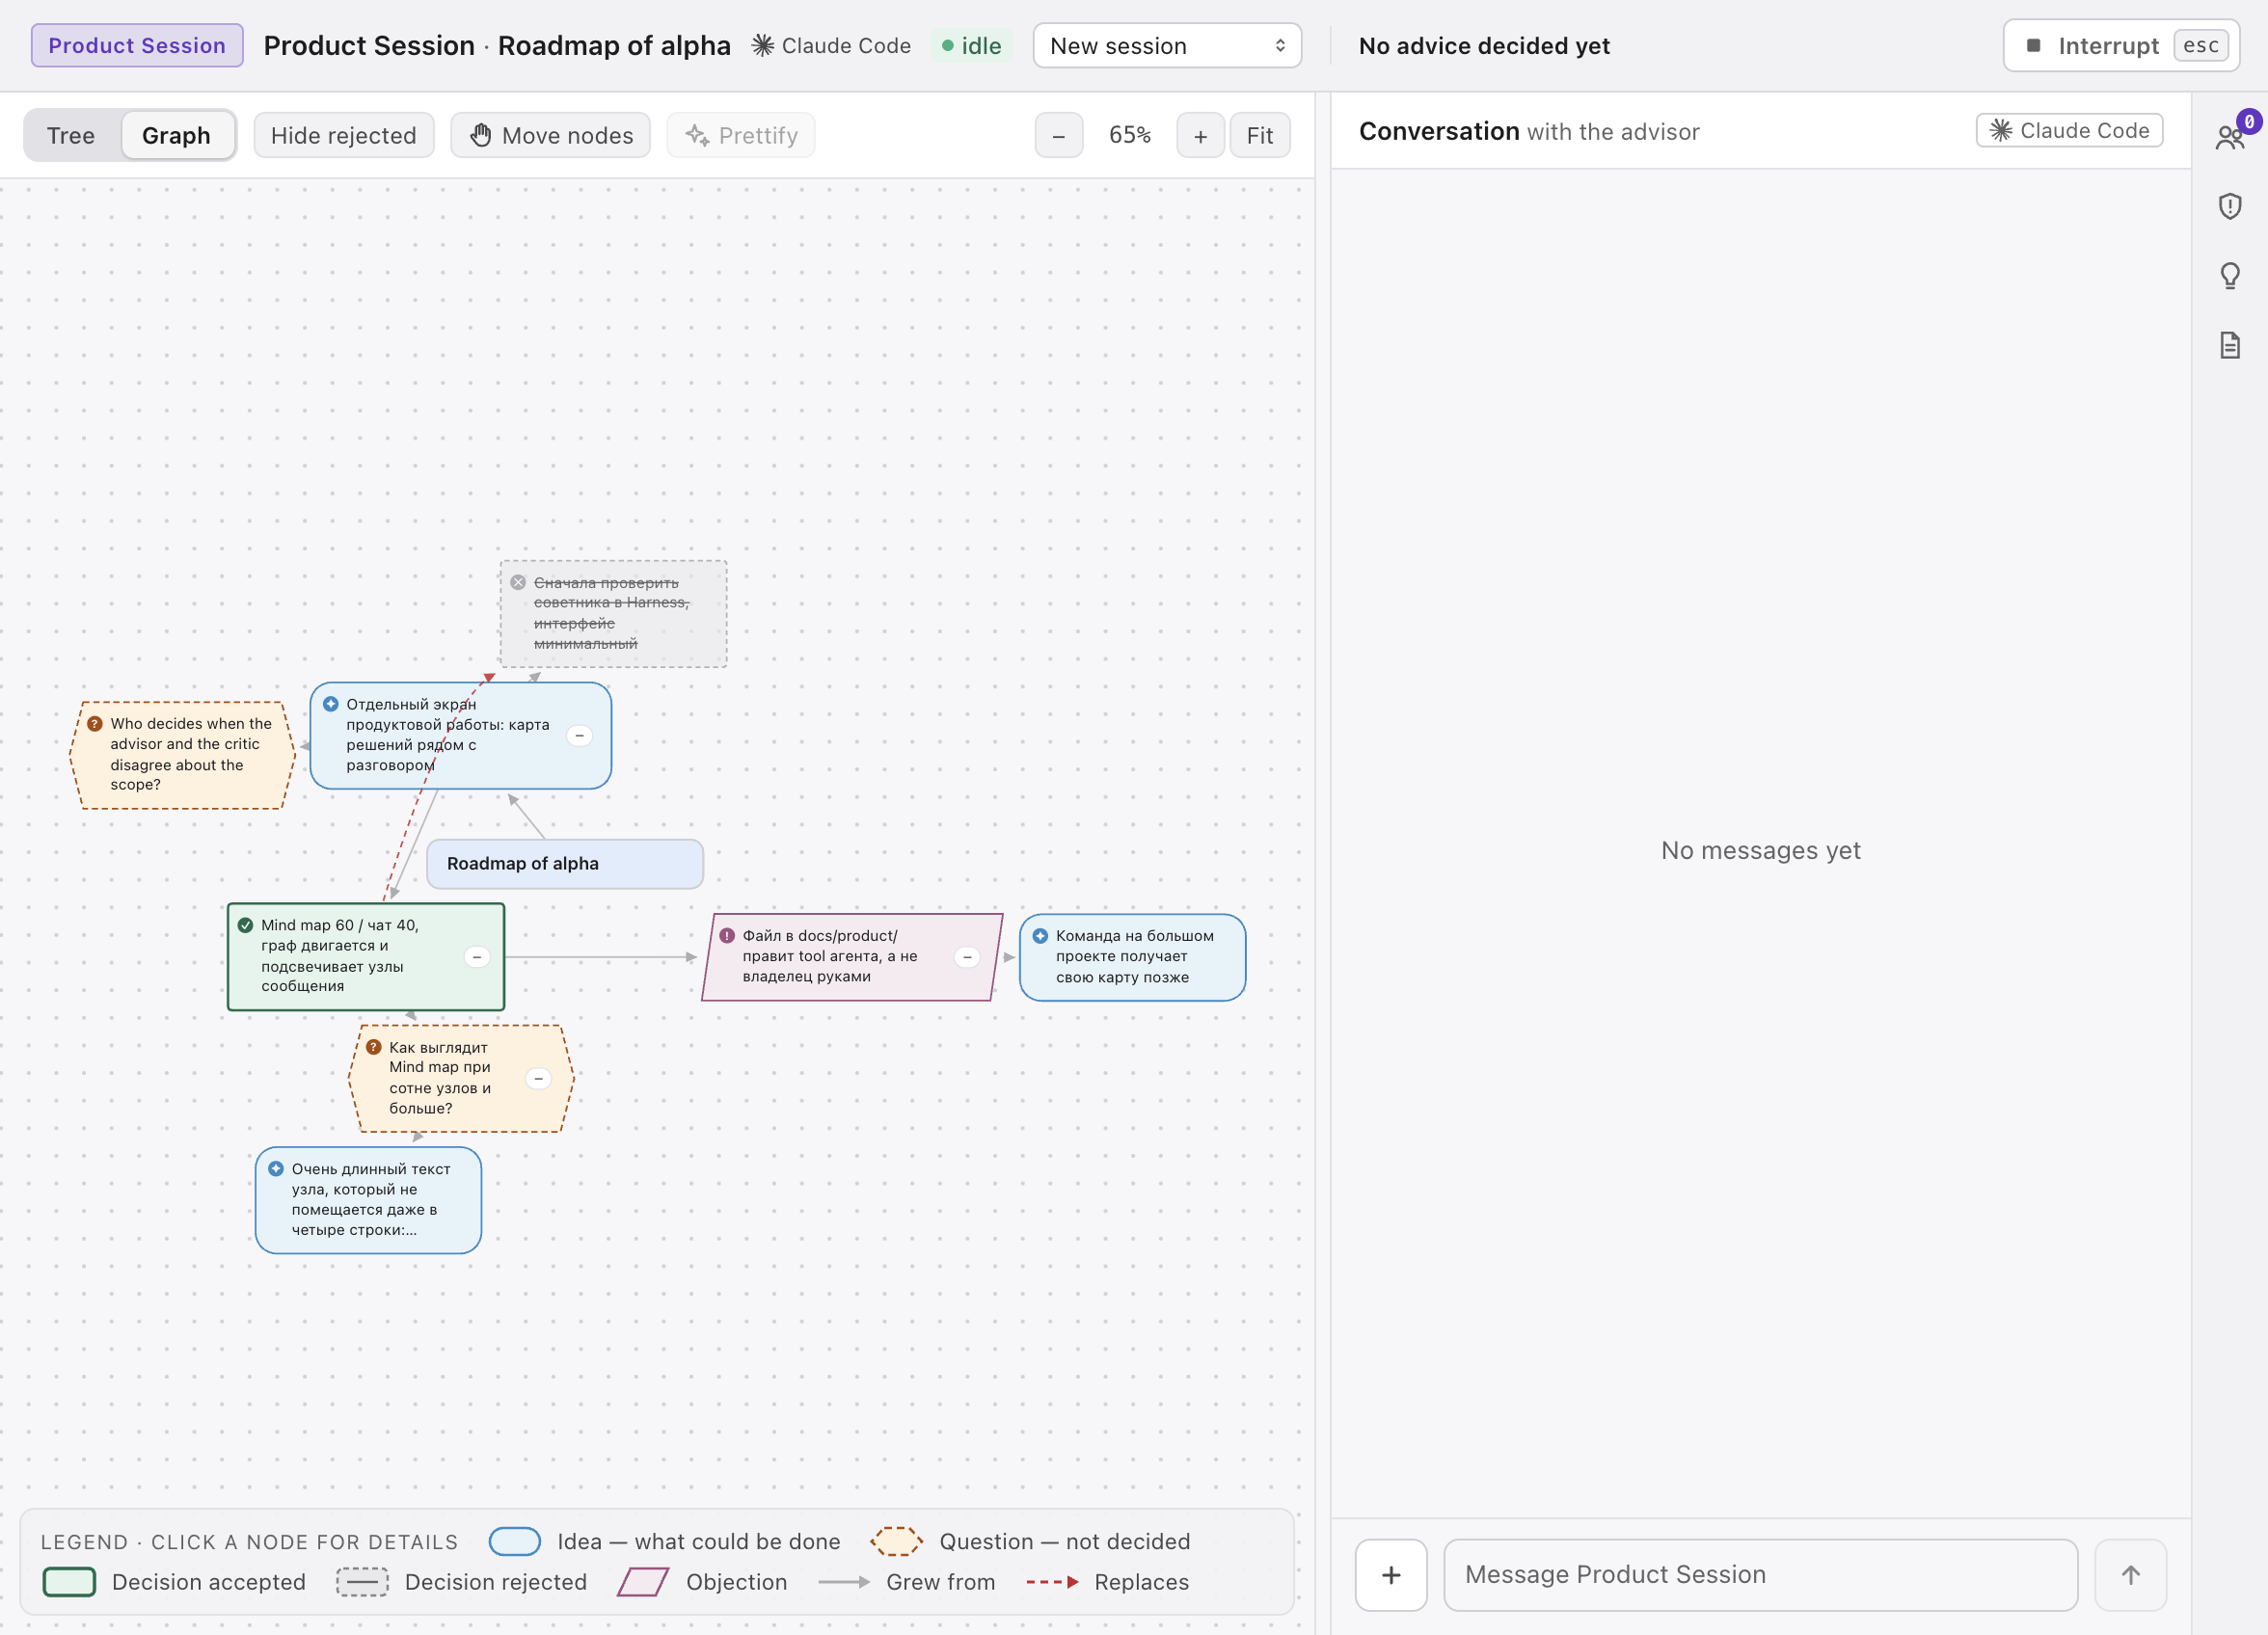 Product Session
Product Session · Roadmap of alpha
Claude Code
idle
New session
No advice decided yet
Interrupt esc
Tree
Graph
Hide rejected
Move nodes
Prettify
−
65%
+
Fit
Conversation with the advisor
Claude Code
0
Сначала проверить
советника в Harness,
интерфейс
минимальный
Who decides when the
advisor and the critic
disagree about the
scope?
Отдельный экран
продуктовой работы: карта
решений рядом с
разговором
Roadmap of alpha
Mind map 60 / чат 40,
граф двигается и
подсвечивает узлы
сообщения
Файл в docs/product/
правит tool агента, а не
владелец руками
Команда на большом
проекте получает
свою карту позже
Как выглядит
Mind map при
сотне узлов и
больше?
Очень длинный текст
узла, который не
помещается даже в
четыре строки:...
No messages yet
LEGEND · CLICK A NODE FOR DETAILS
Idea — what could be done
Question — not decided
Decision accepted
Decision rejected
Objection
Grew from
Replaces
+
Message Product Session